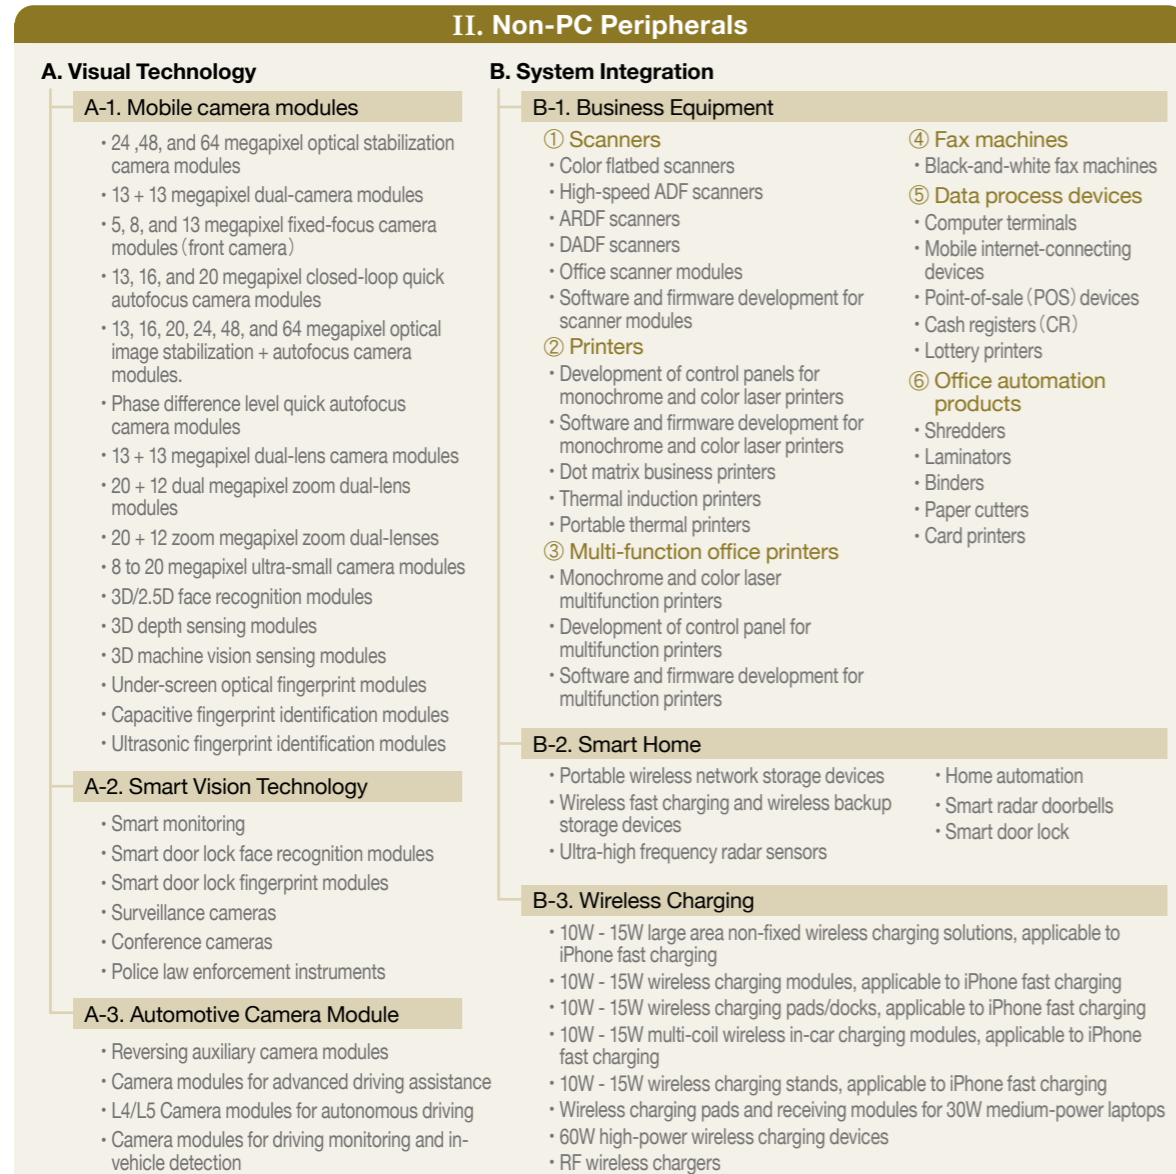 II. Non-PC Peripherals
A. Visual Technology
A-1. Mobile camera modules
・24 ,48, and 64 megapixel optical stabilization
camera modules
・13 + 13 megapixel dual-camera modules
・5, 8, and 13 megapixel fixed-focus camera
modules（front camera）
・13, 16, and 20 megapixel closed-loop quick
autofocus camera modules
・13, 16, 20, 24, 48, and 64 megapixel optical
image stabilization + autofocus camera
modules.
・Phase difference level quick autofocus
camera modules
・13 + 13 megapixel dual-lens camera modules
・20 + 12 dual megapixel zoom dual-lens
modules
・20 + 12 zoom megapixel zoom dual-lenses
・8 to 20 megapixel ultra-small camera modules
・3D/2.5D face recognition modules
・3D depth sensing modules
・3D machine vision sensing modules
・Under-screen optical fingerprint modules
・Capacitive fingerprint identification modules
・Ultrasonic fingerprint identification modules
A-2. Smart Vision Technology
・Smart monitoring
・Smart door lock face recognition modules
・Smart door lock fingerprint modules
・Surveillance cameras
・Conference cameras
・Police law enforcement instruments
A-3. Automotive Camera Module
・Reversing auxiliary camera modules
・Camera modules for advanced driving assistance
・L4/L5 Camera modules for autonomous driving
・Camera modules for driving monitoring and in-
vehicle detection
B. System Integration
B-1. Business Equipment
① Scanners
・Color flatbed scanners
・High-speed ADF scanners
・ARDF scanners
・DADF scanners
・Office scanner modules
・Software and firmware development for
scanner modules
② Printers
・Development of control panels for
monochrome and color laser printers
・Software and firmware development for
monochrome and color laser printers
・Dot matrix business printers
・Thermal induction printers
・Portable thermal printers
③ Multi-function office printers
・Monochrome and color laser
multifunction printers
・Development of control panel for
multifunction printers
・Software and firmware development for
multifunction printers
④ Fax machines
・Black-and-white fax machines
⑤ Data process devices
・Computer terminals
・Mobile internet-connecting
devices
・Point-of-sale（POS）devices
・Cash registers（CR）
・Lottery printers
⑥ Office automation
products
・Shredders
・Laminators
・Binders
・Paper cutters
・Card printers
B-2. Smart Home
・Portable wireless network storage devices
・Wireless fast charging and wireless backup
storage devices
・Ultra-high frequency radar sensors
・Home automation
・Smart radar doorbells
・Smart door lock
B-3. Wireless Charging
・10W - 15W large area non-fixed wireless charging solutions, applicable to
iPhone fast charging
・10W - 15W wireless charging modules, applicable to iPhone fast charging
・10W - 15W wireless charging pads/docks, applicable to iPhone fast charging
・10W - 15W multi-coil wireless in-car charging modules, applicable to iPhone
fast charging
・10W - 15W wireless charging stands, applicable to iPhone fast charging
・Wireless charging pads and receiving modules for 30W medium-power laptops
・60W high-power wireless charging devices
・RF wireless chargers